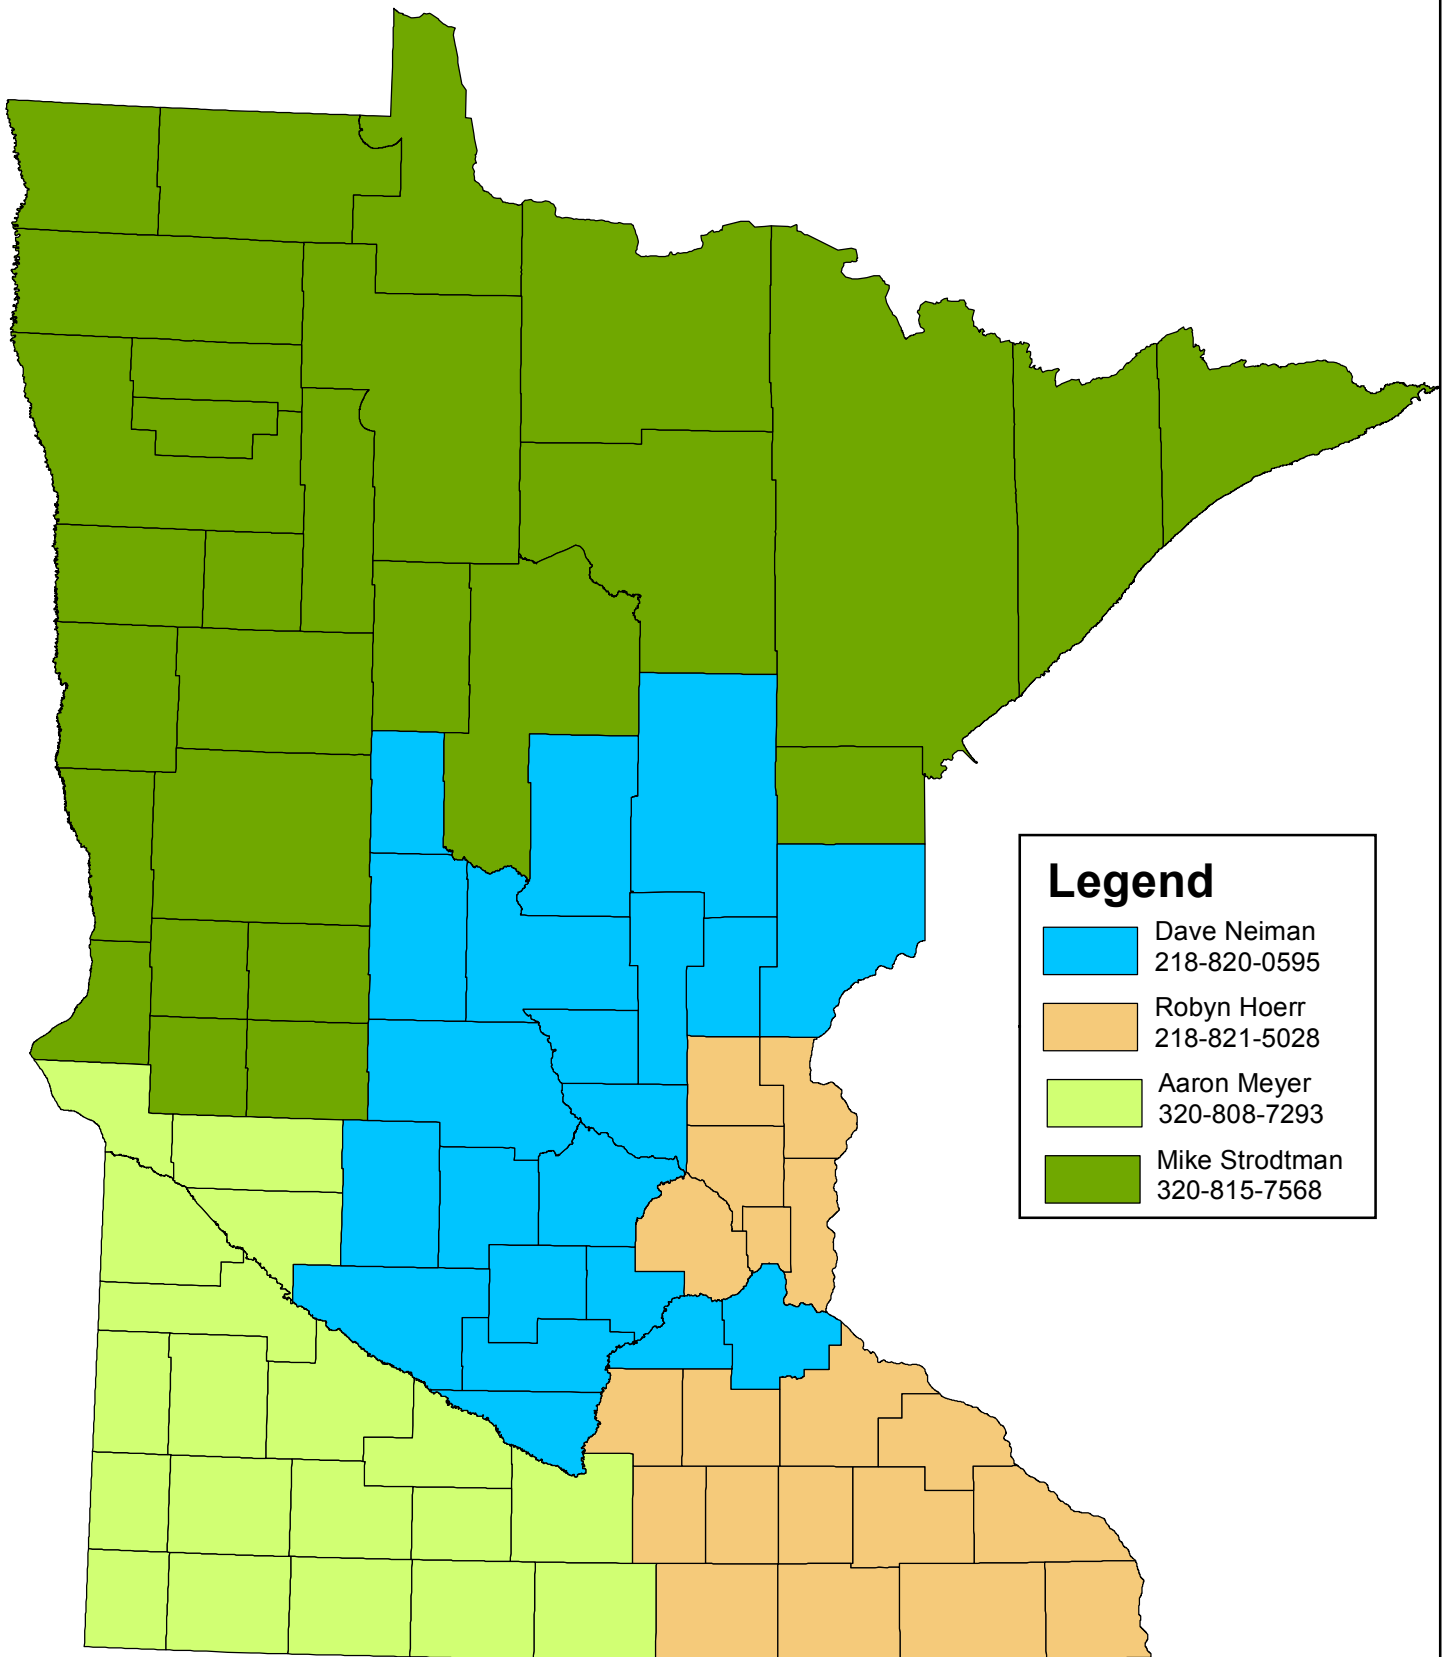 Legend
Dave Neiman
218-820-0595
Robyn Hoerr
218-821-5028
Aaron Meyer
320-808-7293
Mike Strodtman
320-815-7568